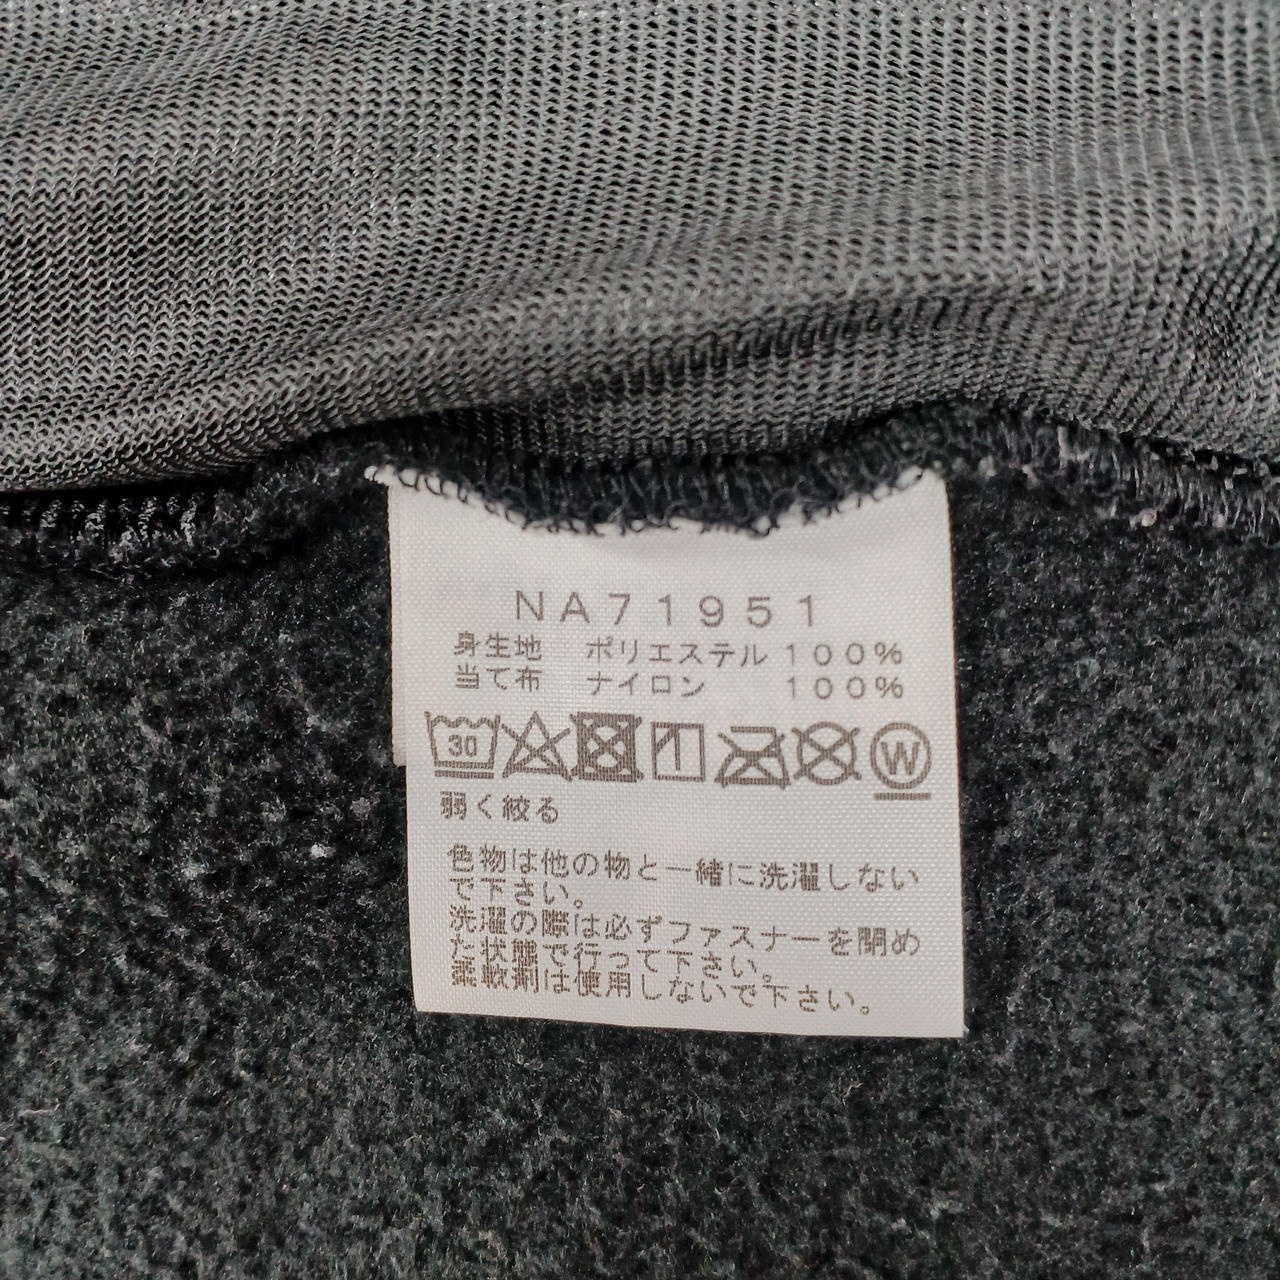 NA71951
身生地 ポリエステル 100%
当て布 ナイロン 100%
30 W
弱く絞る
色物は他の物と一緒に洗濯しない
で下さい。
洗濯の際は必ずファスナーを閉め
た状態で行って下さい。
柔軟剤は使用しないで下さい。